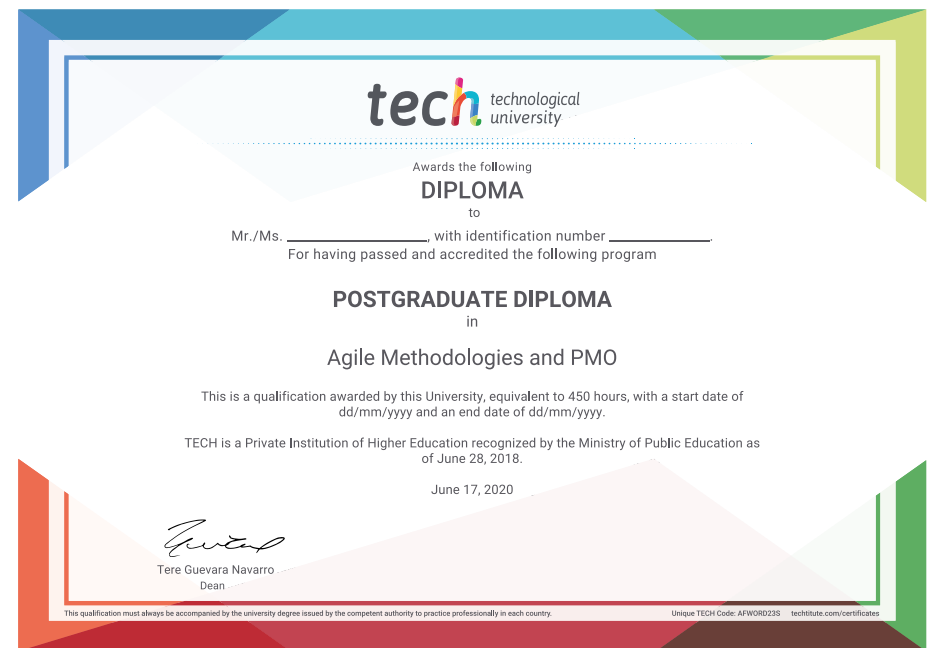 tech technological
university
Awards the following
DIPLOMA
to
Mr./Ms. ____________________, with identification number ______________.
For having passed and accredited the following program
POSTGRADUATE DIPLOMA
in
Agile Methodologies and PMO
This is a qualification awarded by this University, equivalent to 450 hours, with a start date of
dd/mm/yyyy and an end date of dd/mm/yyyy.
TECH is a Private Institution of Higher Education recognized by the Ministry of Public Education as
of June 28, 2018.
June 17, 2020
Tere Guevara Navarro
Dean
This qualification must always be accompanied by the university degree issued by the competent authority to practice professionally in each country. Unique TECH Code: AFWORD23S techtitute.com/certificates